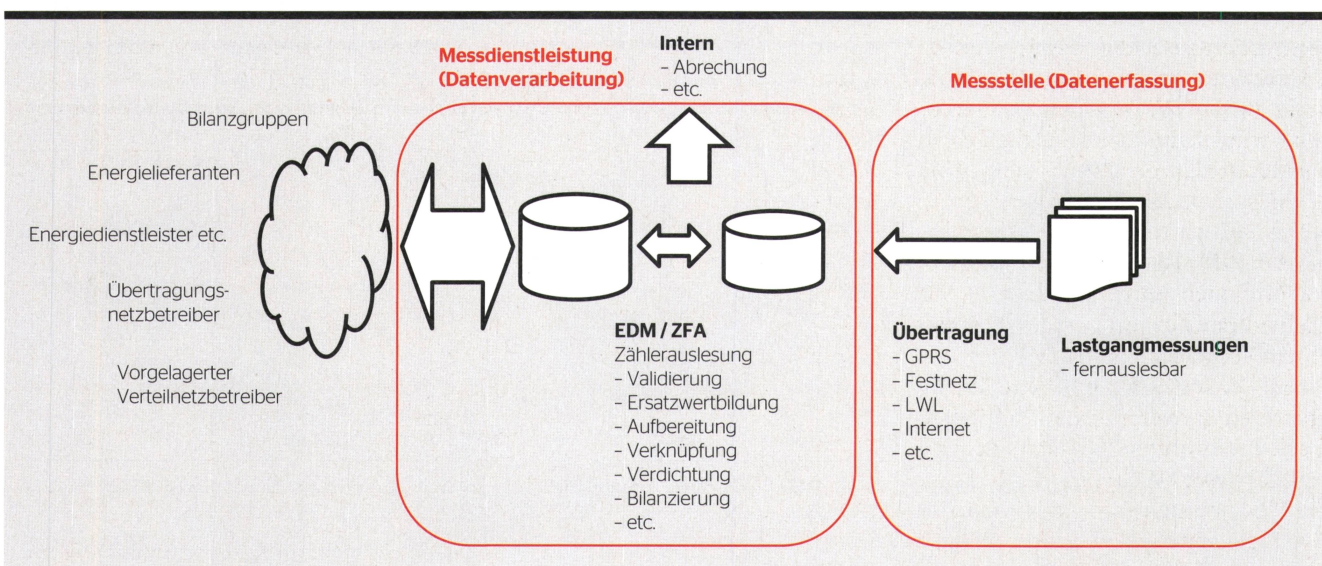 Messdienstleistung
(Datenverarbeitung)
Intern
– Abrechung
– etc.
Messstelle (Datenerfassung)
Bilanzgruppen
Energielieferanten
Energiedienstleister etc.
Übertragungs-
netzbetreiber
Vorgelagerter
Verteilnetzbetreiber
EDM / ZFA
Zählerauslesung
– Validierung
– Ersatzwertbildung
– Aufbereitung
– Verknüpfung
– Verdichtung
– Bilanzierung
– etc.
Übertragung
– GPRS
– Festnetz
– LWL
– Internet
– etc.
Lastgangmessungen
– fernauslesbar